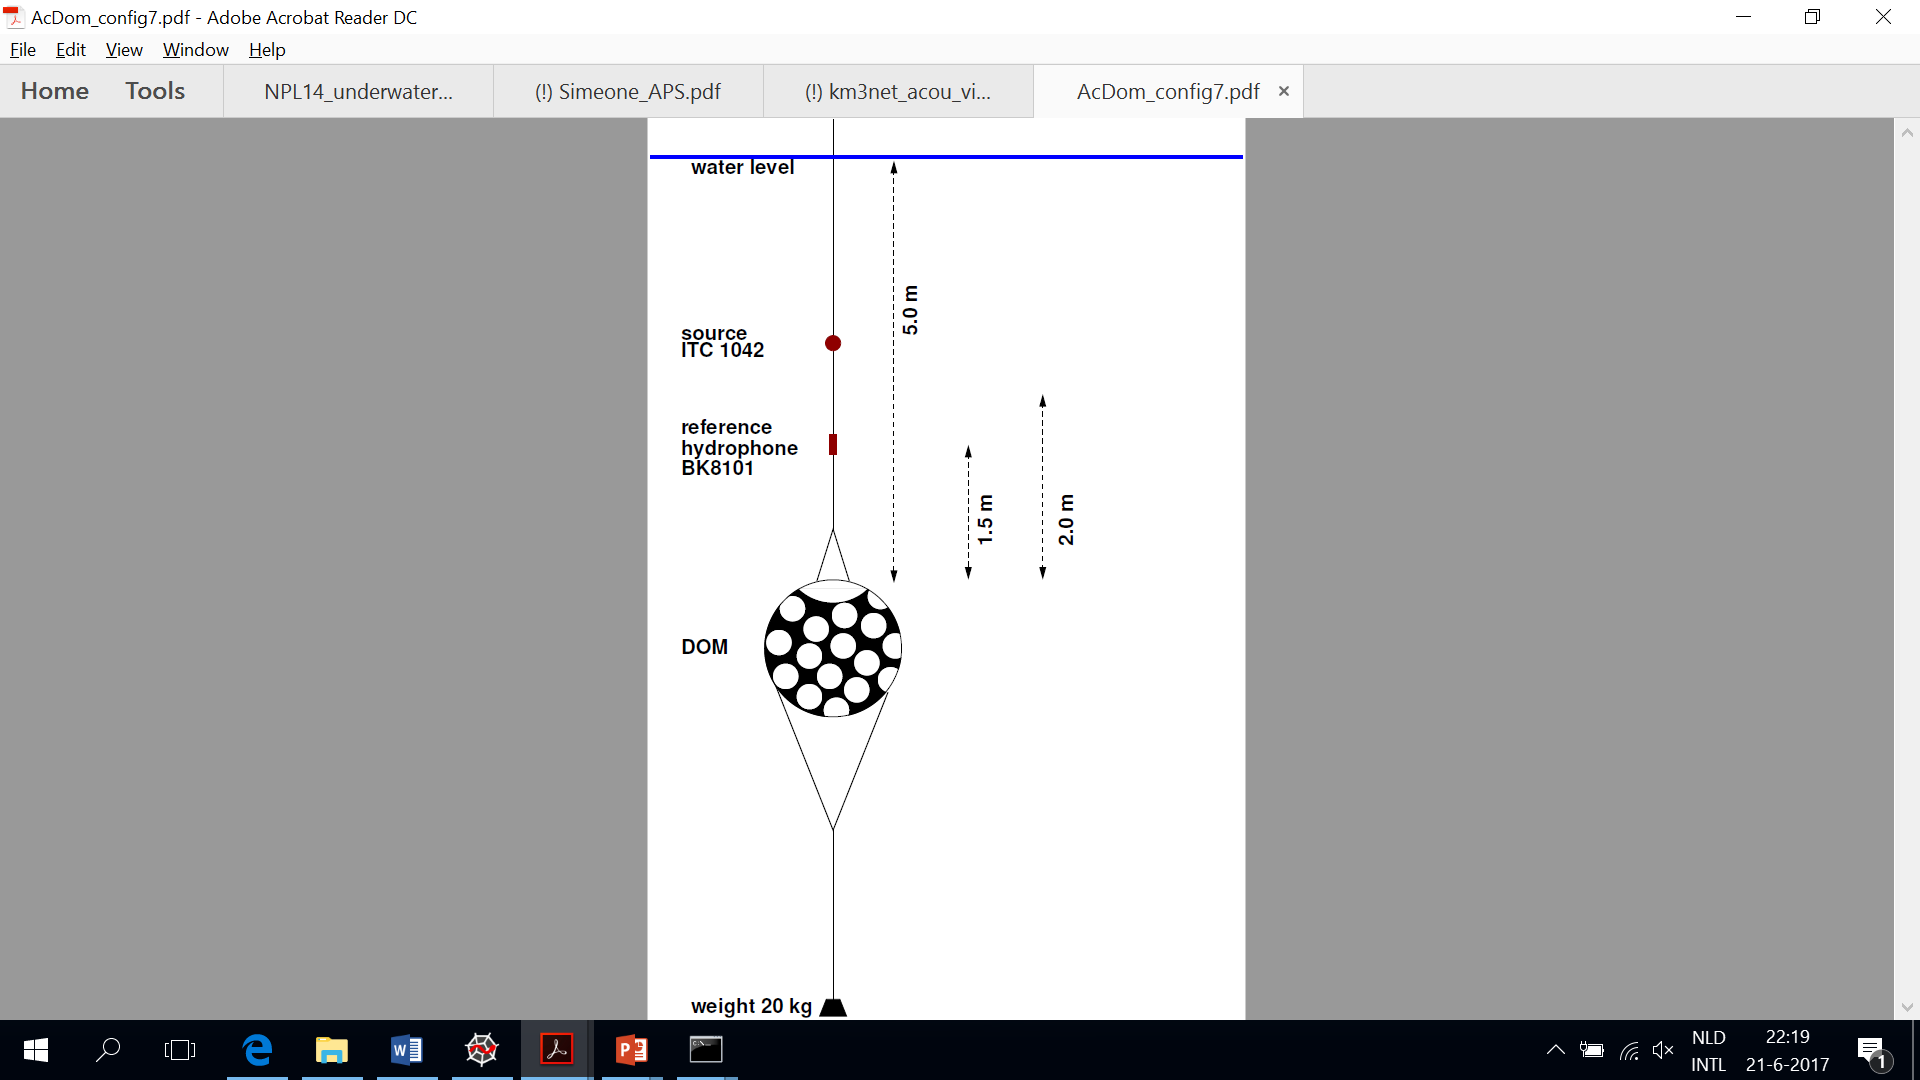 AcDom_config7.pdf - Adobe Acrobat Reader DC
File Edit View Window Help
Home Tools NPL14_underwater... (!) Simeone_APS.pdf (!) km3net_acou_vi... AcDom_config7.pdf ×
water level
5.0 m
source
ITC 1042
reference
hydrophone
BK8101
1.5 m
2.0 m
DOM
weight 20 kg
NLD 22:19
INTL 21-6-2017
1